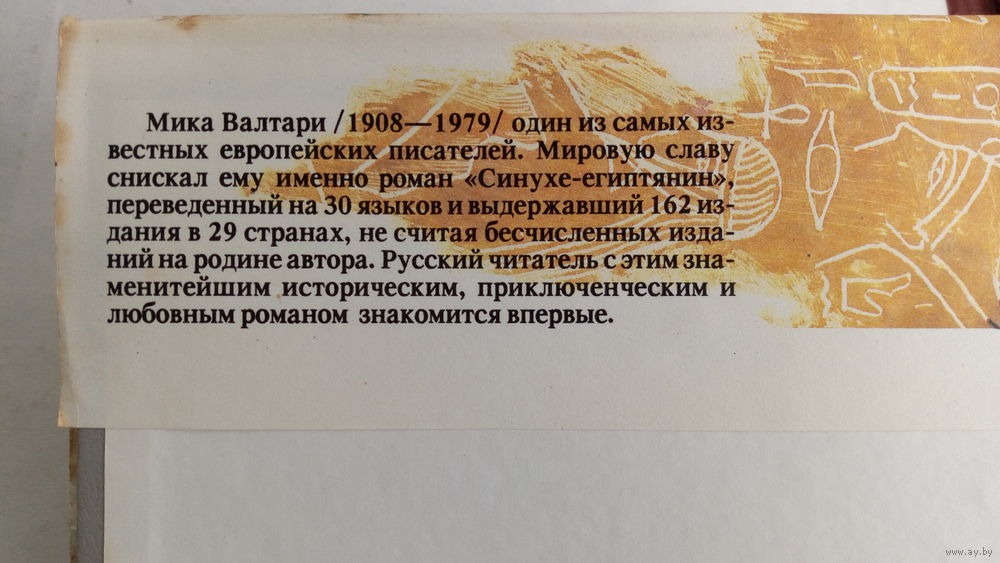 Мика Валтари /1908—1979/ один из самых из-
вестных европейских писателей. Мировую славу
снискал ему именно роман «Синухе-египтянин»,
переведенный на 30 языков и выдержавший 162 из-
дания в 29 странах, не считая бесчисленных изда-
ний на родине автора. Русский читатель с этим зна-
менитейшим историческим, приключенческим и
любовным романом знакомится впервые.
www.ay.by